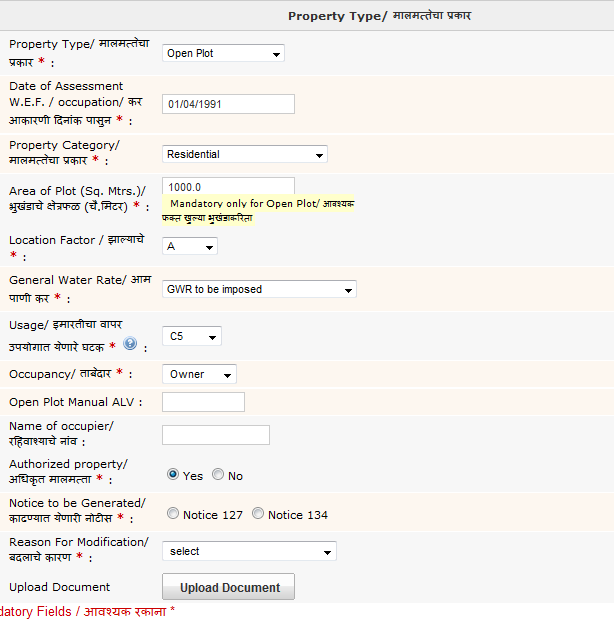 Property Type/ मालमत्तेचा प्रकार
Property Type/ मालमत्तेचा
प्रकार * :
Open Plot
Date of Assessment
W.E.F. / occupation/ कर
आकारणी दिनांक पासुन * :
01/04/1991
Property Category/
मालमत्तेचा प्रकार * :
Residential
Area of Plot (Sq. Mtrs.)/
भुखंडाचे क्षेत्रफळ (चै.मिटर) * :
1000.0
Mandatory only for Open Plot/ आवश्यक
फक्त खुल्या भुखंडाकरिता
Location Factor / झाल्याचे
* :
A
General Water Rate/ आम
पाणी कर * :
GWR to be imposed
Usage/ इमारतीचा वापर
उपयोगात येणारे घटक * ? :
C5
Occupancy/ ताबेदार * :
Owner
Open Plot Manual ALV :
Name of occupier/
रहिवाश्याचे नांव :
Authorized property/
अधिकृत मालमत्ता * :
Yes No
Notice to be Generated/
काढण्यात येणारी नोटीस * :
Notice 127 Notice 134
Reason For Modification/
बदलाचे कारण * :
select
Upload Document
Upload Document
datory Fields / आवश्यक रकाना *